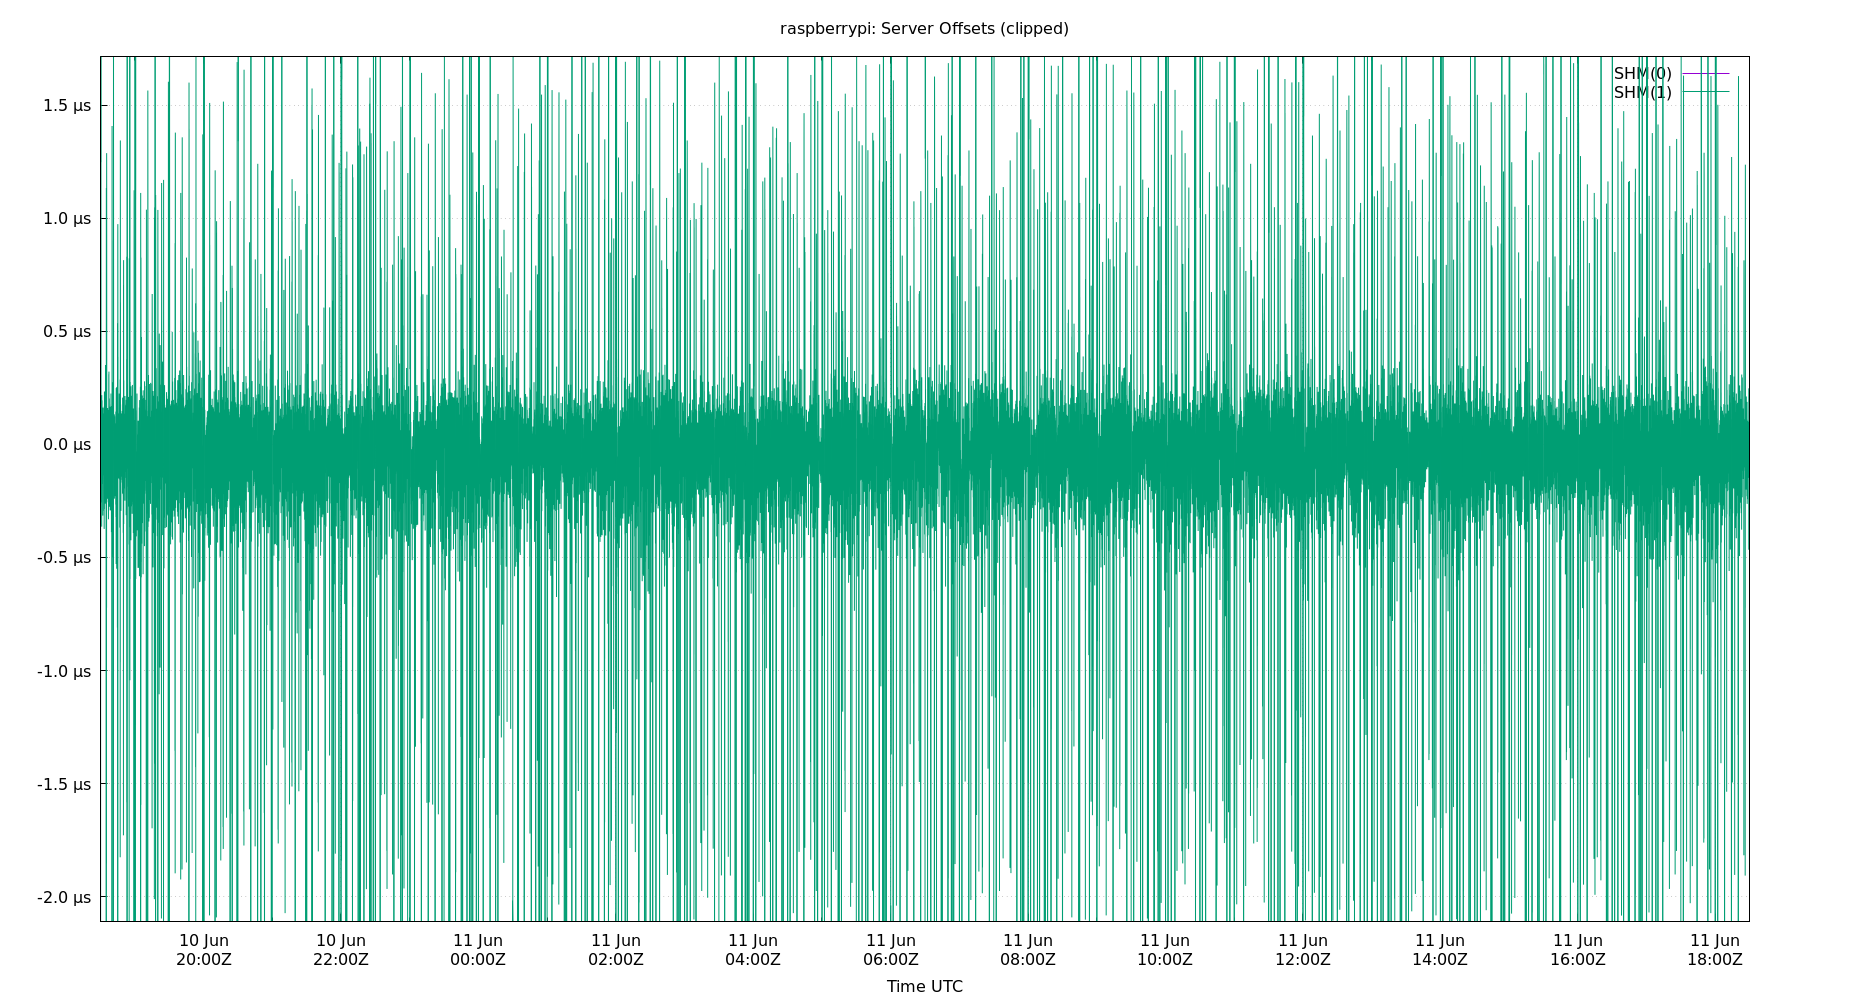 raspberrypi: Server Offsets (clipped)
SHM(0)
SHM(1)
1.5 µs
1.0 µs
0.5 µs
0.0 µs
-0.5 µs
-1.0 µs
-1.5 µs
-2.0 µs
10 Jun 10 Jun 11 Jun 11 Jun 11 Jun 11 Jun 11 Jun 11 Jun 11 Jun 11 Jun 11 Jun 11 Jun
20:00Z 22:00Z 00:00Z 02:00Z 04:00Z 06:00Z 08:00Z 10:00Z 12:00Z 14:00Z 16:00Z 18:00Z
Time UTC